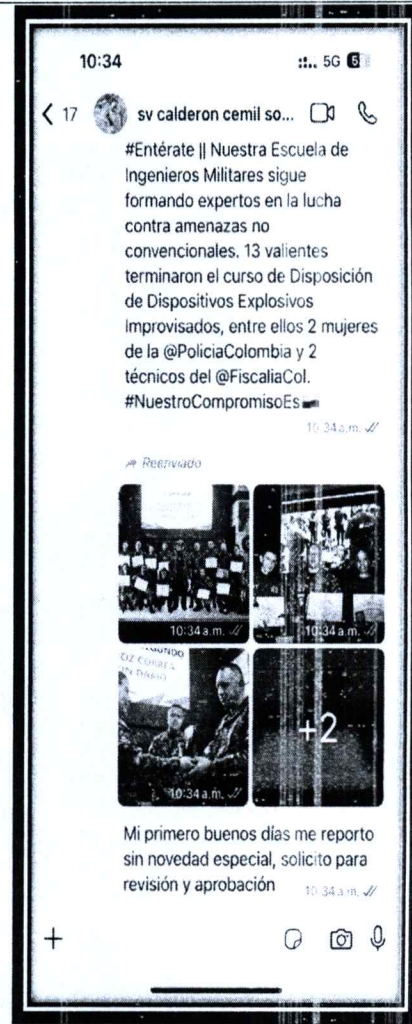 10:34
5G
17 sv calderon cemil so...
#Entérate || Nuestra Escuela de
Ingenieros Militares sigue
formando expertos en la lucha
contra amenazas no
convencionales. 13 valientes
terminaron el curso de Disposición
de Dispositivos Explosivos
Improvisados, entre ellos 2 mujeres
de la @PoliciaColombia y 2
técnicos del @FiscaliaCol.
#NuestroCompromisoEs
10:34 a.m.
Reenviado
10:34 a.m.
10:34 a.m.
10:34 a.m.
+2
Mi primero buenos días me reporto
sin novedad especial, solicito para
revisión y aprobación
10:34 a.m.